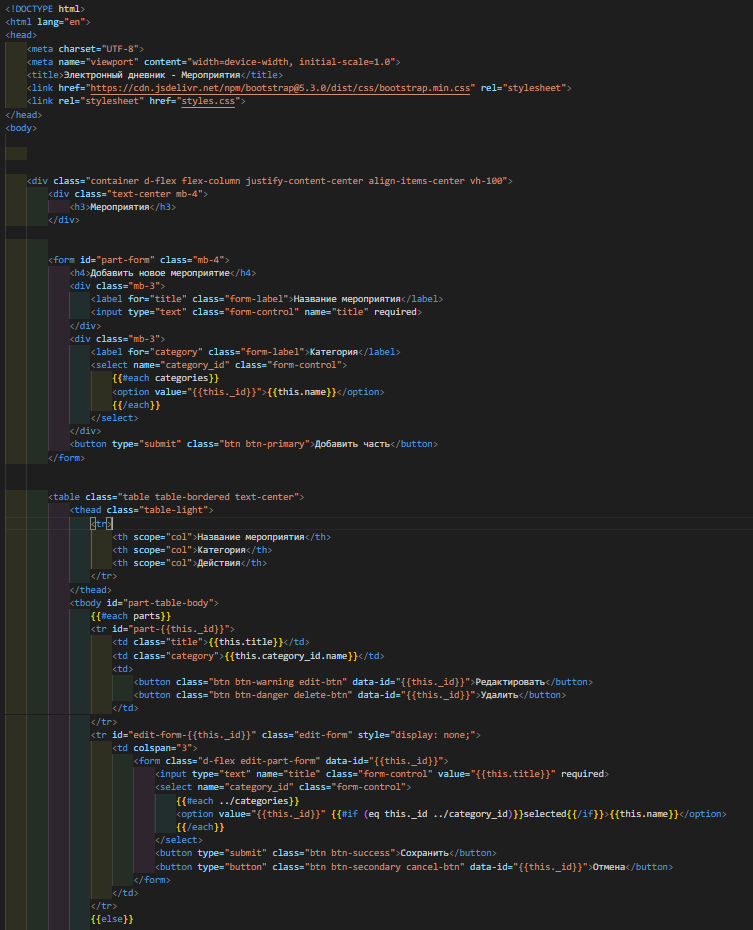 <!DOCTYPE html>
<html lang="en">
<head>
    <meta charset="UTF-8">
    <meta name="viewport" content="width=device-width, initial-scale=1.0">
    <title>Электронный дневник - Мероприятия</title>
    <link href="https://cdn.jsdelivr.net/npm/bootstrap@5.3.0/dist/css/bootstrap.min.css" rel="stylesheet">
    <link rel="stylesheet" href="styles.css">
</head>
<body>
    <div class="container d-flex flex-column justify-content-center align-items-center vh-100">
        <div class="text-center mb-4">
            <h3>Мероприятия</h3>
        </div>
        <form id="part-form" class="mb-4">
            <h4>Добавить новое мероприятие</h4>
            <div class="mb-3">
                <label for="title" class="form-label">Название мероприятия</label>
                <input type="text" class="form-control" name="title" required>
            </div>
            <div class="mb-3">
                <label for="category" class="form-label">Категория</label>
                <select name="category_id" class="form-control">
                    {{#each categories}}
                    <option value="{{this._id}}">{{this.name}}</option>
                    {{/each}}
                </select>
            </div>
            <button type="submit" class="btn btn-primary">Добавить часть</button>
        </form>
        <table class="table table-bordered text-center">
            <thead class="table-light">
                <tr>
                    <th scope="col">Название мероприятия</th>
                    <th scope="col">Категория</th>
                    <th scope="col">Действия</th>
                </tr>
            </thead>
            <tbody id="part-table-body">
                {{#each parts}}
                <tr id="part-{{this._id}}">
                    <td class="title">{{this.title}}</td>
                    <td class="category">{{this.category_id.name}}</td>
                    <td>
                        <button class="btn btn-warning edit-btn" data-id="{{this._id}}">Редактировать</button>
                        <button class="btn btn-danger delete-btn" data-id="{{this._id}}">Удалить</button>
                    </td>
                </tr>
                <tr id="edit-form-{{this._id}}" class="edit-form" style="display: none;">
                    <td colspan="3">
                        <form class="d-flex edit-part-form" data-id="{{this._id}}">
                            <input type="text" name="title" class="form-control" value="{{this.title}}" required>
                            <select name="category_id" class="form-control">
                                {{#each ../categories}}
                                <option value="{{this._id}}" {{#if (eq this._id ../category_id)}}selected{{/if}}>{{this.name}}</option>
                                {{/each}}
                            </select>
                            <button type="submit" class="btn btn-success">Сохранить</button>
                            <button type="button" class="btn btn-secondary cancel-btn" data-id="{{this._id}}">Отмена</button>
                        </form>
                    </td>
                </tr>
                {{else}}